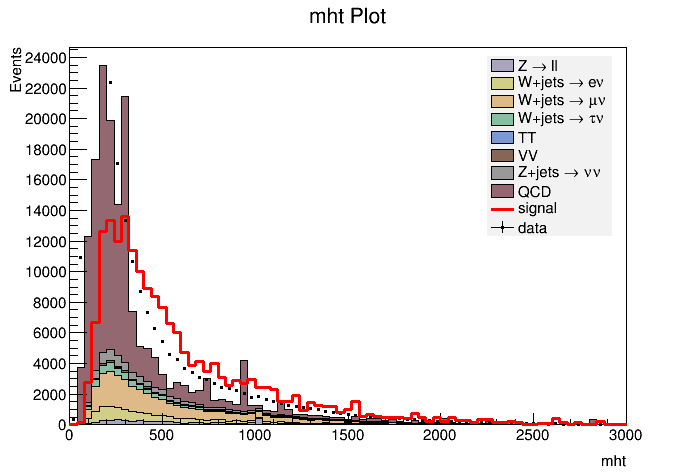 mht Plot
Events
24000
22000
20000
18000
16000
14000
12000
10000
8000
6000
4000
2000
0
Z → ll
W+jets → eν
W+jets → μν
W+jets → τν
TT
VV
Z+jets → νν
QCD
signal
data
0 500 1000 1500 2000 2500 3000
mht